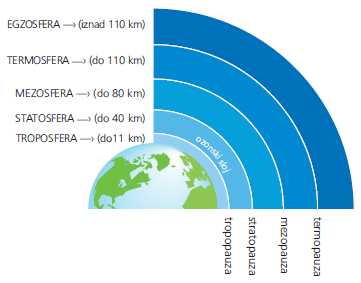 EGZOSFERA → (iznad 110 km)
TERMOSFERA → (do 110 km)
MEZOSFERA → (do 80 km)
STATOSFERA → (do 40 km)
TROPOSFERA → (do11 km)
ozonski sloj
tropopauza
stratopauza
mezopauza
termopauza